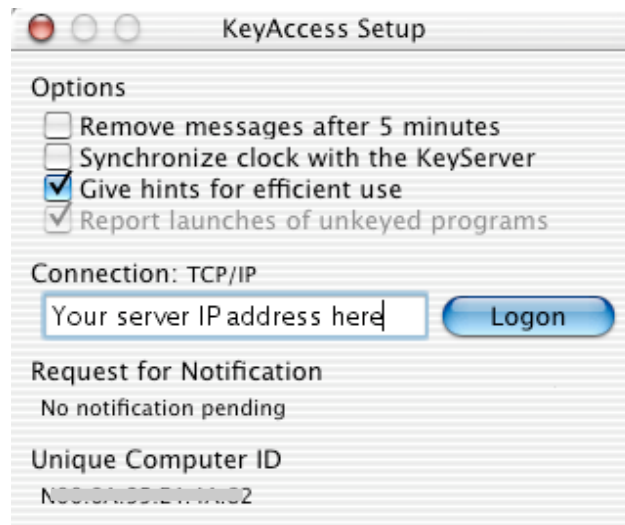 KeyAccess Setup
Options
Remove messages after 5 minutes
Synchronize clock with the KeyServer
Give hints for efficient use
Report launches of unkeyed programs
Connection: TCP/IP
Your server IP address here
Logon
Request for Notification
No notification pending
Unique Computer ID